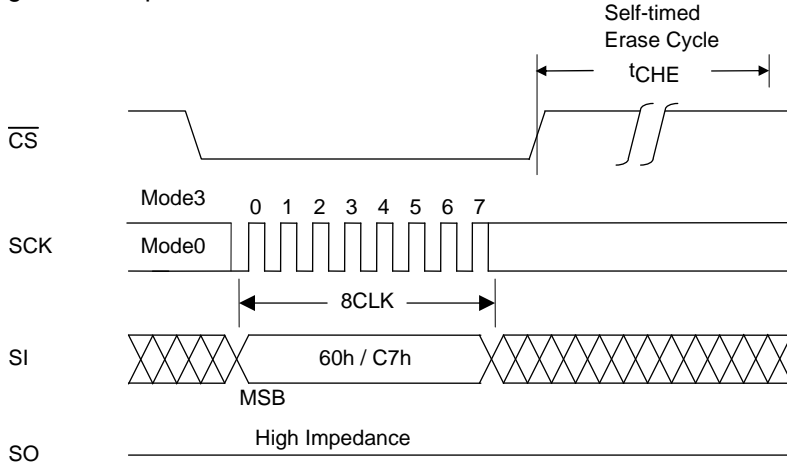 Self-timed
Erase Cycle
tCHE
CS
Mode3
0 1 2 3 4 5 6 7
SCK
Mode0
8CLK
SI
60h / C7h
MSB
High Impedance
SO